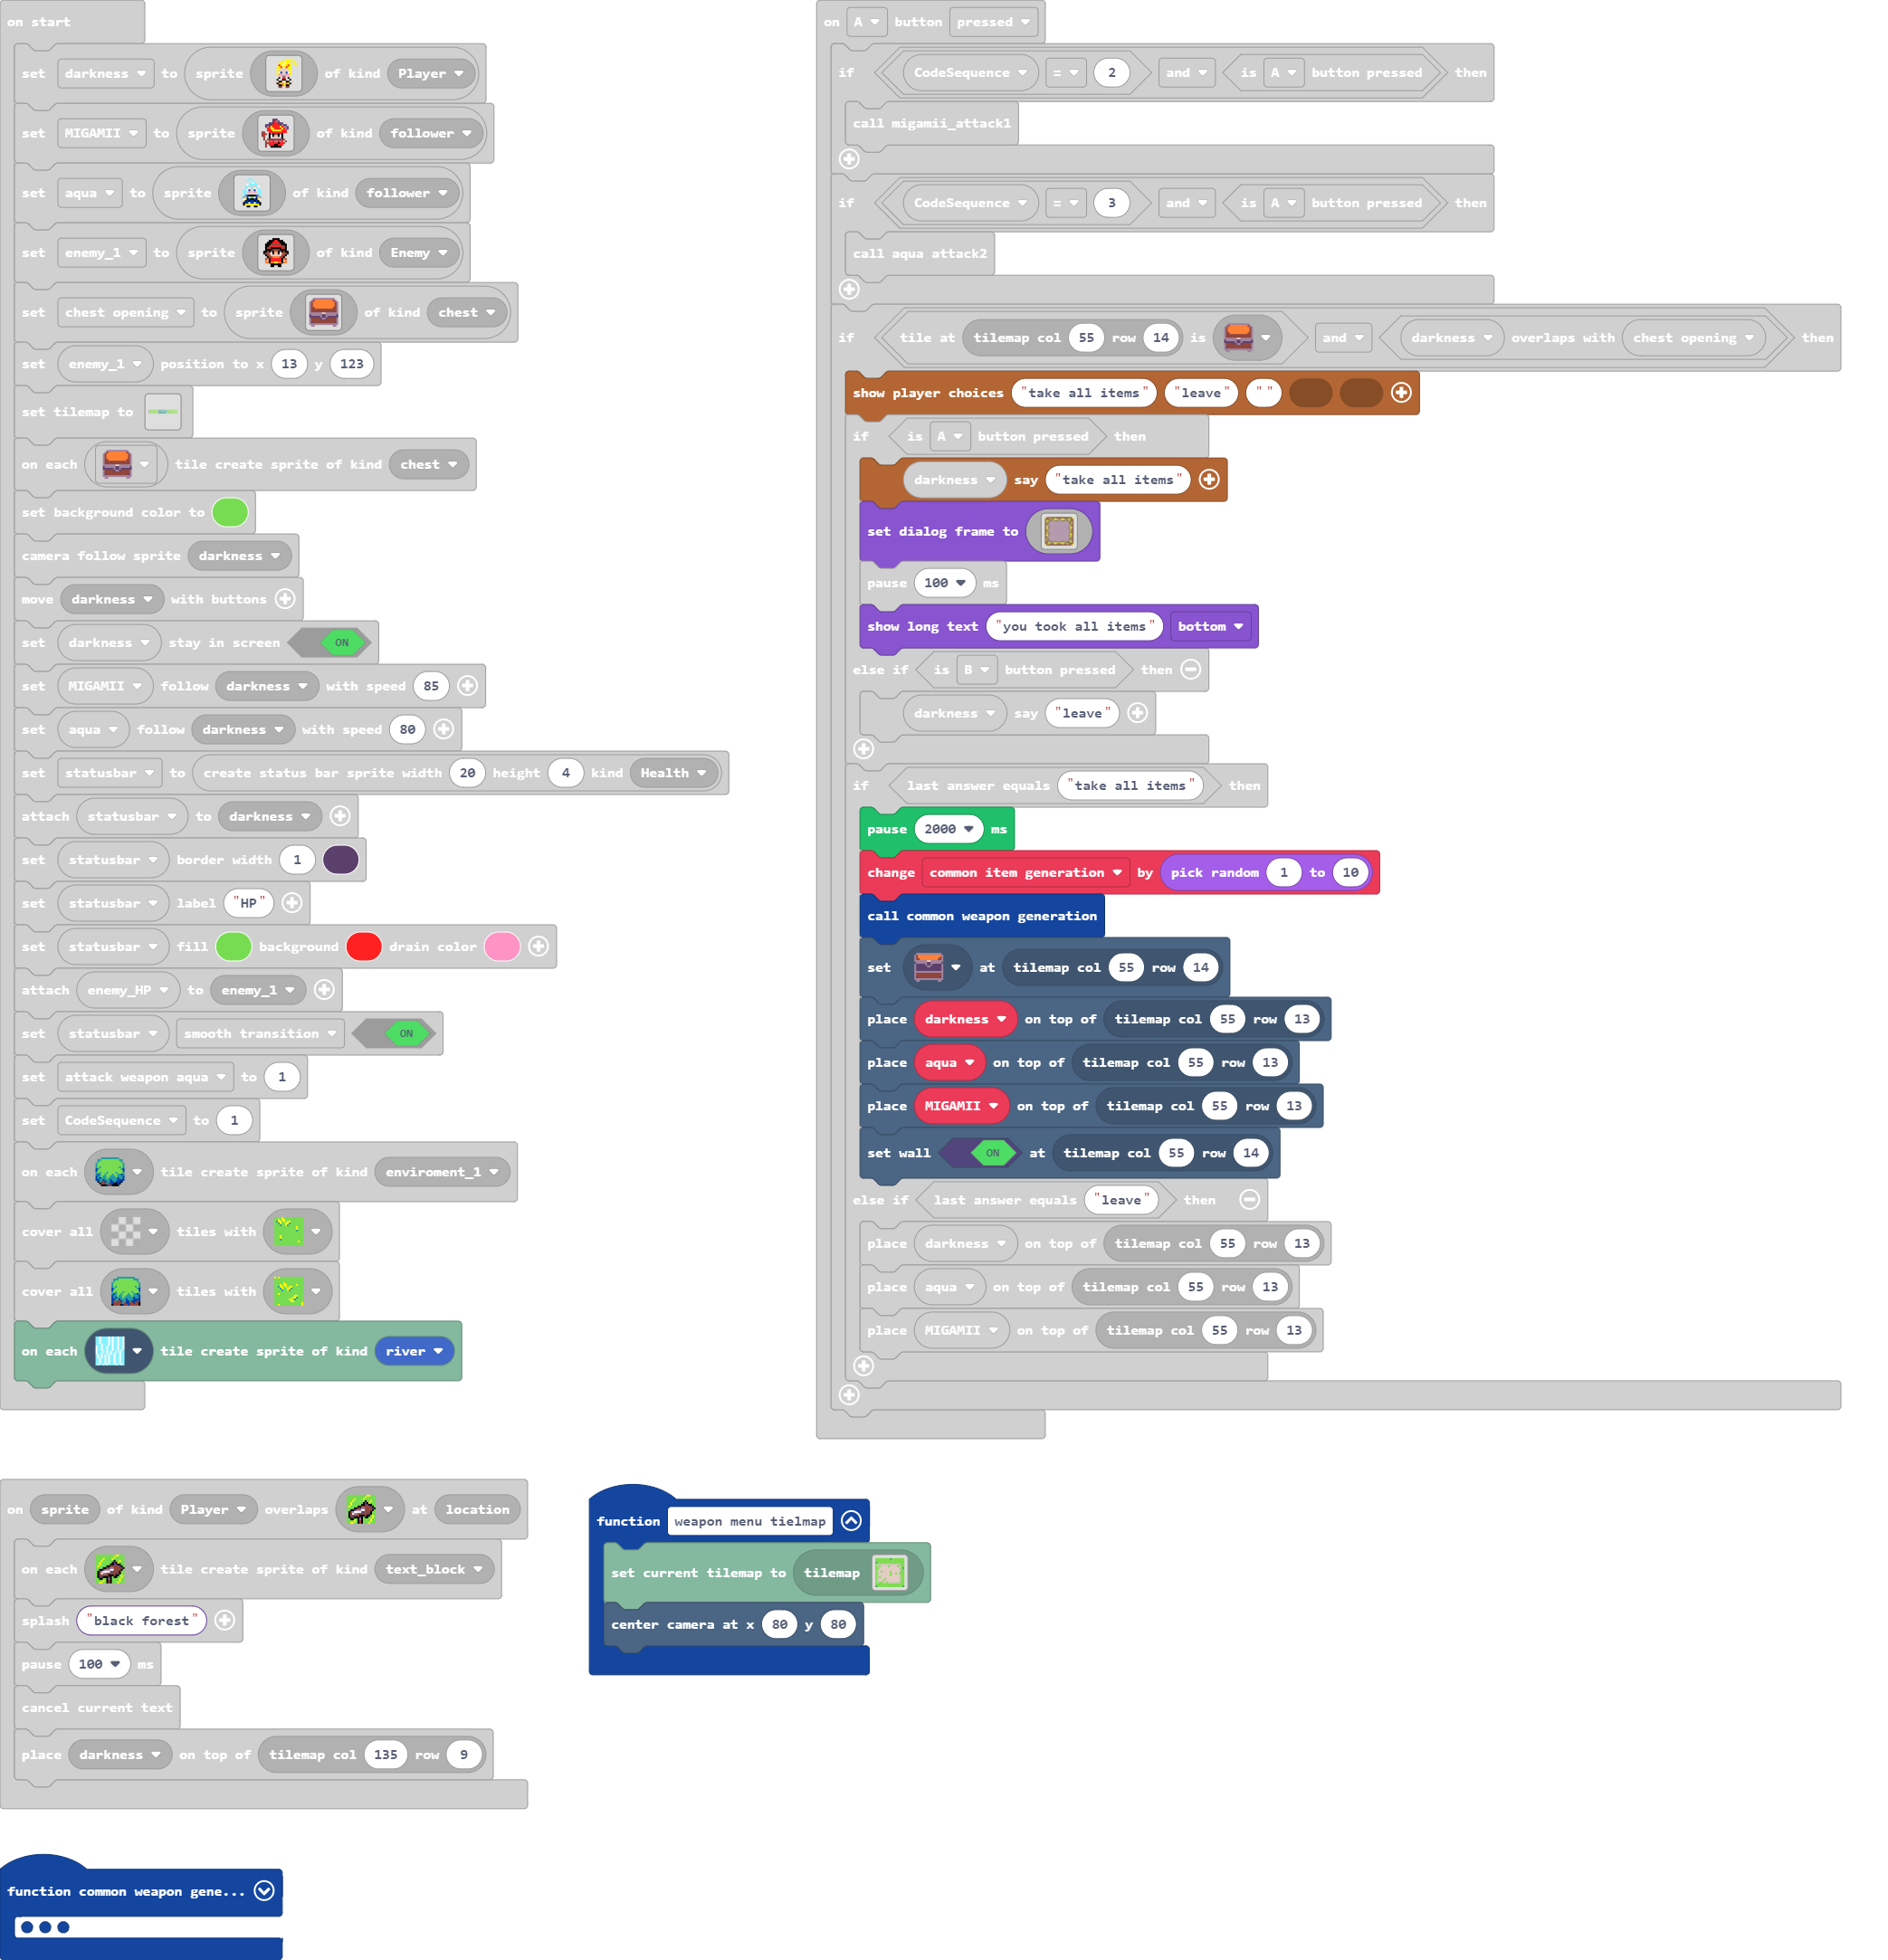 on start
set darkness to sprite of kind Player
set MIGAMII to sprite of kind follower
set aqua to sprite of kind follower
set enemy_1 to sprite of kind Enemy
set chest opening to sprite of kind chest
set enemy_1 position to x 13 y 123
set tilemap to
on each tile create sprite of kind chest
set background color to
camera follow sprite darkness
move darkness with buttons
set darkness stay in screen ON
set MIGAMII follow darkness with speed 85
set aqua follow darkness with speed 80
set statusbar to create status bar sprite width 20 height 4 kind Health
attach statusbar to darkness
set statusbar border width 1
set statusbar label "HP"
set statusbar fill background drain color
attach enemy_HP to enemy_1
set statusbar smooth transition ON
set attack weapon aqua to 1
set CodeSequence to 1
on each tile create sprite of kind enviroment_1
cover all tiles with
cover all tiles with
on each tile create sprite of kind river
on A button pressed
if CodeSequence = 2 and is A button pressed then
call migamii_attack1
if CodeSequence = 3 and is A button pressed then
call aqua attack2
if tile at tilemap col 55 row 14 is and darkness overlaps with chest opening then
show player choices "take all items" "leave" " "
if is A button pressed then
darkness say "take all items"
set dialog frame to
pause 100 ms
show long text "you took all items" bottom
else if is B button pressed then
darkness say "leave"
if last answer equals "take all items" then
pause 2000 ms
change common item generation by pick random 1 to 10
call common weapon generation
set at tilemap col 55 row 14
place darkness on top of tilemap col 55 row 13
place aqua on top of tilemap col 55 row 13
place MIGAMII on top of tilemap col 55 row 13
set wall ON at tilemap col 55 row 14
else if last answer equals "leave" then
place darkness on top of tilemap col 55 row 13
place aqua on top of tilemap col 55 row 13
place MIGAMII on top of tilemap col 55 row 13
on sprite of kind Player overlaps at location
on each tile create sprite of kind text_block
splash "black forest"
pause 100 ms
cancel current text
place darkness on top of tilemap col 135 row 9
function weapon menu tielmap
set current tilemap to tilemap
center camera at x 80 y 80
function common weapon gene...